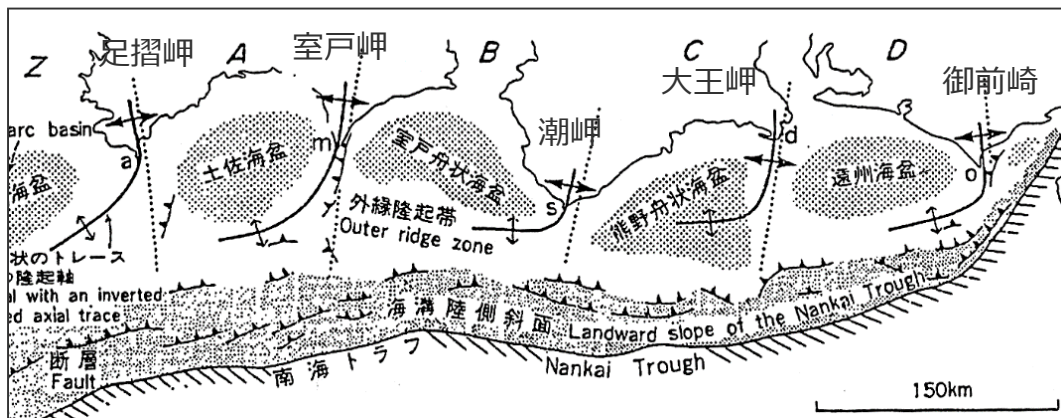 Z
足摺岬
A
室戸岬
B
C
D
大王岬
御前崎
潮岬
arc basin
海盆
a
土佐海盆
m
室戸舟状海盆
s
熊野舟状海盆
d
遠州海盆
o
外縁隆起帯
Outer ridge zone
状のトレース
隆起軸
al with an inverted
ed axial trace
海溝陸側斜面 Landward slope of the Nankai Trough
断層
Fault
南海トラフ
Nankai Trough
150km